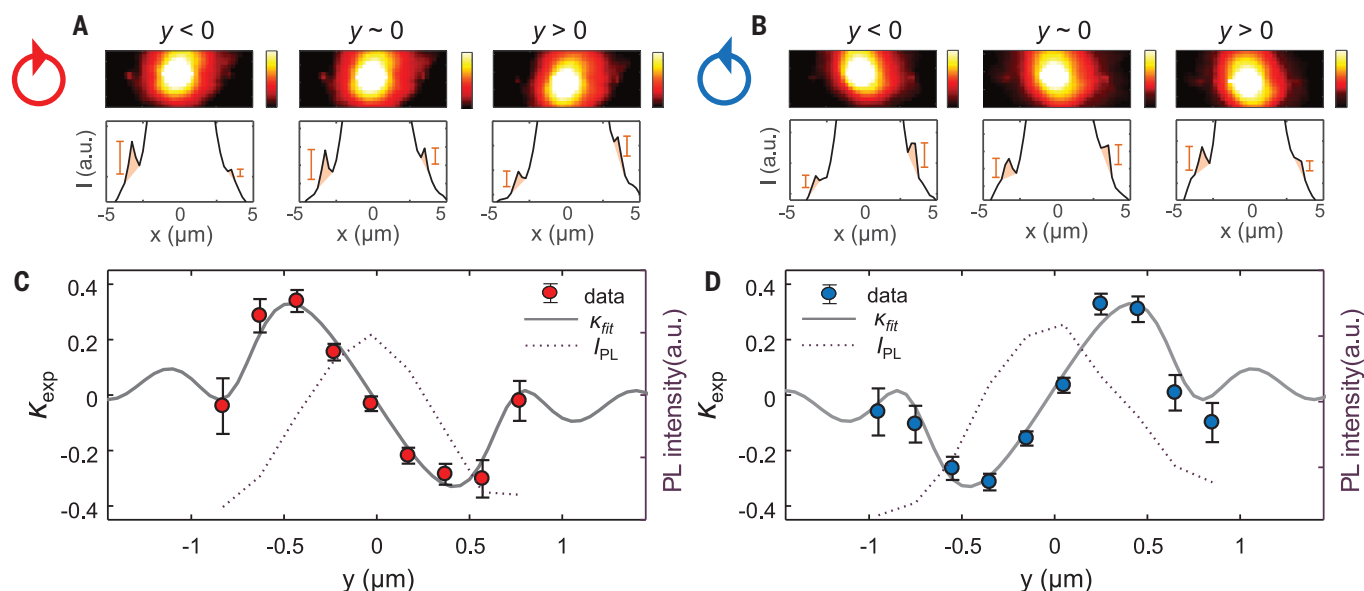 A
y < 0
y ~ 0
y > 0
I (a.u.)
-5
0
5
-5
0
5
-5
0
5
x (µm)
x (µm)
x (µm)
B
y < 0
y ~ 0
y > 0
I (a.u.)
-5
0
5
-5
0
5
-5
0
5
x (µm)
x (µm)
x (µm)
C
κexp
0.4
0.2
0
-0.2
-0.4
data
κfit
IPL
PL intensity(a.u.)
-1
-0.5
0
0.5
1
y (µm)
D
κexp
0.4
0.2
0
-0.2
-0.4
data
κfit
IPL
PL intensity(a.u.)
-1
-0.5
0
0.5
1
y (µm)